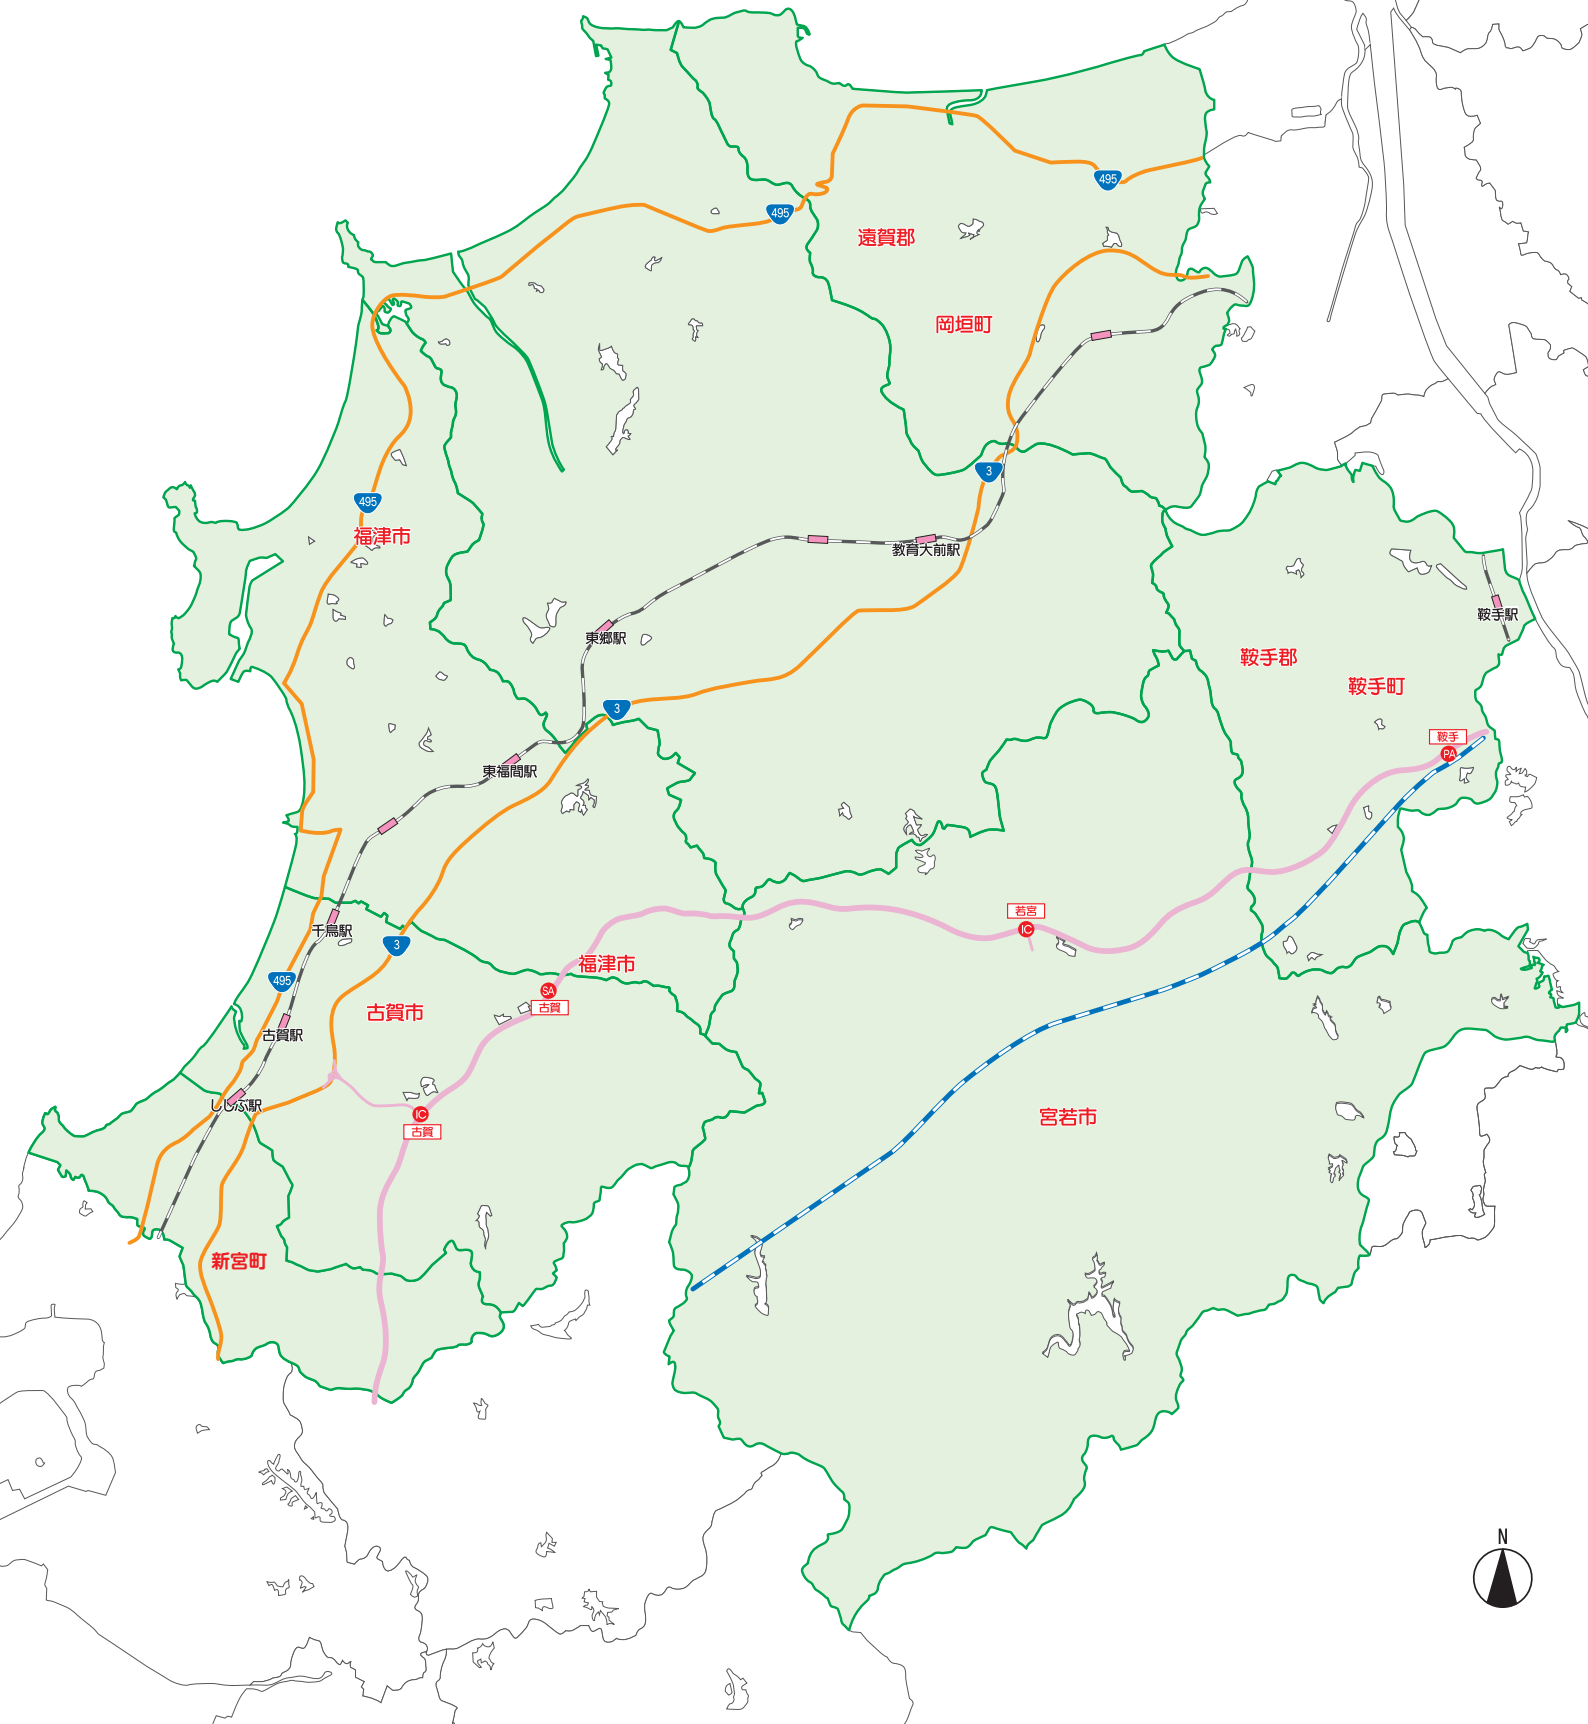 495
495
遠賀郡
岡垣町
3
495
福津市
教育大前駅
鞍手駅
東郷駅
鞍手郡
鞍手町
3
鞍手
PA
東福間駅
若宮
IC
千鳥駅
3
福津市
495
SA
古賀
古賀市
古賀駅
ししぶ駅
IC
古賀
宮若市
新宮町
N